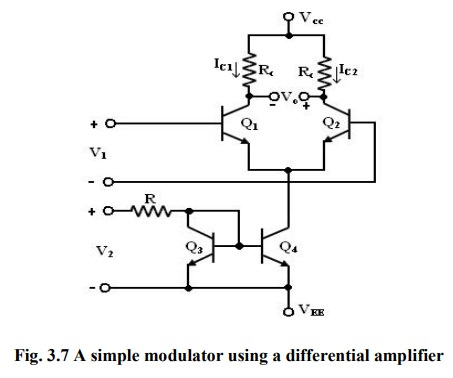 Vcc
IC1 Rc Rc IC2
- Vo +
Q1 Q2
+
V1
-
+ R
Q3 Q4
V2
-
VEE
Fig. 3.7 A simple modulator using a differential amplifier